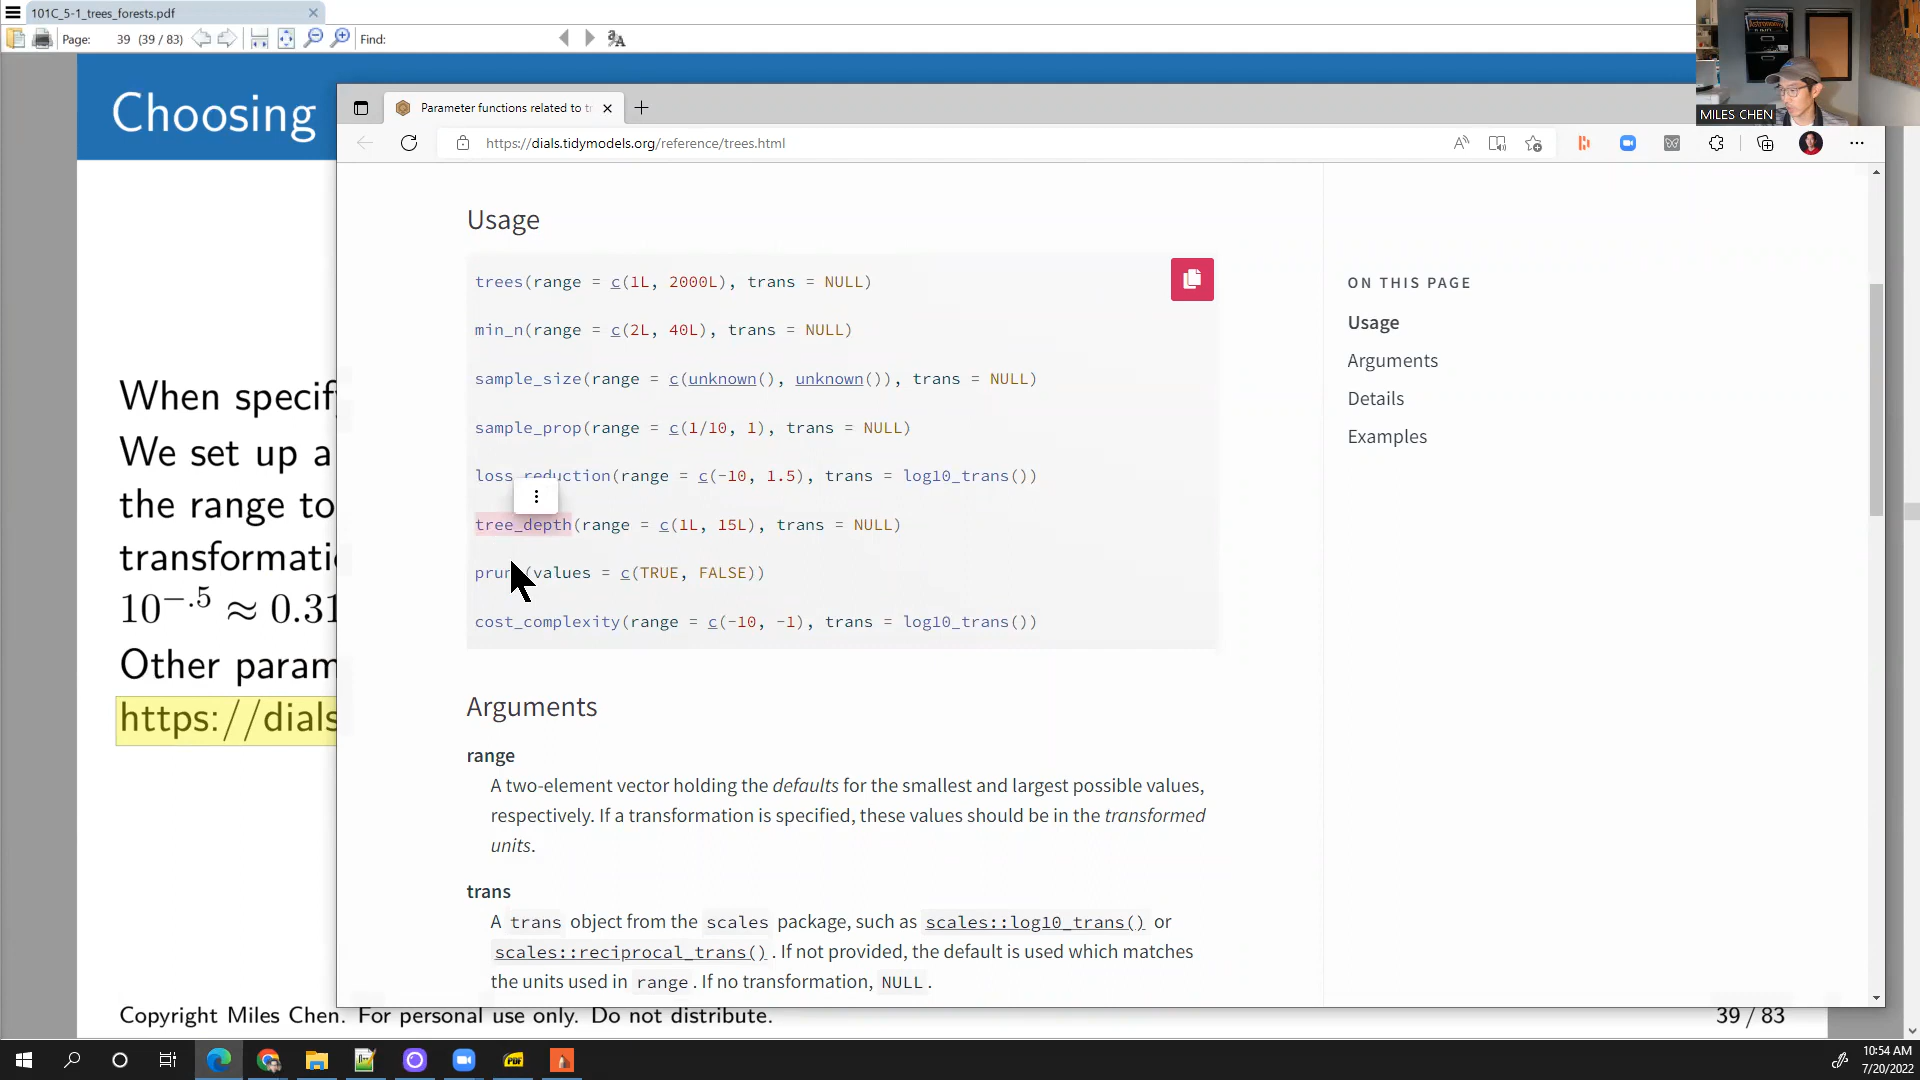 101C_5-1_trees_forests.pdf
Page: 39 (39 / 83) Find:
MILES CHEN
Choosing
Parameter functions related to tr
https://dials.tidymodels.org/reference/trees.html
When specif
We set up a
the range to
transformati
10^−.5 ≈ 0.31
Other param
https://dials
Usage
trees(range = c(1L, 2000L), trans = NULL)
min_n(range = c(2L, 40L), trans = NULL)
sample_size(range = c(unknown(), unknown()), trans = NULL)
sample_prop(range = c(1/10, 1), trans = NULL)
loss_reduction(range = c(-10, 1.5), trans = log10_trans())
tree_depth(range = c(1L, 15L), trans = NULL)
prun(values = c(TRUE, FALSE))
cost_complexity(range = c(-10, -1), trans = log10_trans())
Arguments
range
A two-element vector holding the defaults for the smallest and largest possible values,
respectively. If a transformation is specified, these values should be in the transformed
units.
trans
A trans object from the scales package, such as scales::log10_trans() or
scales::reciprocal_trans(). If not provided, the default is used which matches
the units used in range. If no transformation, NULL.
ON THIS PAGE
Usage
Arguments
Details
Examples
Copyright Miles Chen. For personal use only. Do not distribute.
39 / 83
PDF
10:54 AM
7/20/2022